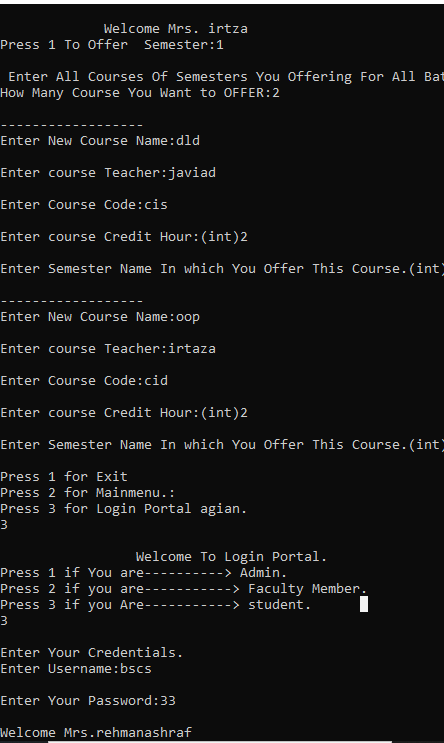 Welcome Mrs. irtza
Press 1 To Offer  Semester:1
Enter All Courses Of Semesters You Offering For All Bat
How Many Course You Want to OFFER:2
------------------
Enter New Course Name:dld
Enter course Teacher:javiad
Enter Course Code:cis
Enter course Credit Hour:(int)2
Enter Semester Name In which You Offer This Course.(int)
------------------
Enter New Course Name:oop
Enter course Teacher:irtaza
Enter Course Code:cid
Enter course Credit Hour:(int)2
Enter Semester Name In which You Offer This Course.(int)
Press 1 for Exit
Press 2 for Mainmenu.:
Press 3 for Login Portal agian.
3
Welcome To Login Portal.
Press 1 if You are----------> Admin.
Press 2 if you are-----------> Faculty Member.
Press 3 if you Are-----------> student.
3
Enter Your Credentials.
Enter Username:bscs
Enter Your Password:33
Welcome Mrs.rehmanashraf